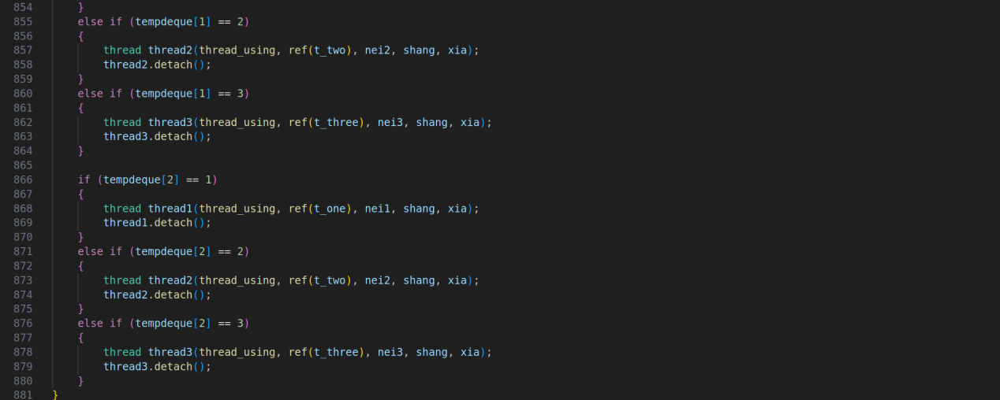 854     }
855     else if (tempdeque[1] == 2)
856     {
857         thread thread2(thread_using, ref(t_two), nei2, shang, xia);
858         thread2.detach();
859     }
860     else if (tempdeque[1] == 3)
861     {
862         thread thread3(thread_using, ref(t_three), nei3, shang, xia);
863         thread3.detach();
864     }
865
866     if (tempdeque[2] == 1)
867     {
868         thread thread1(thread_using, ref(t_one), nei1, shang, xia);
869         thread1.detach();
870     }
871     else if (tempdeque[2] == 2)
872     {
873         thread thread2(thread_using, ref(t_two), nei2, shang, xia);
874         thread2.detach();
875     }
876     else if (tempdeque[2] == 3)
877     {
878         thread thread3(thread_using, ref(t_three), nei3, shang, xia);
879         thread3.detach();
880     }
881 }